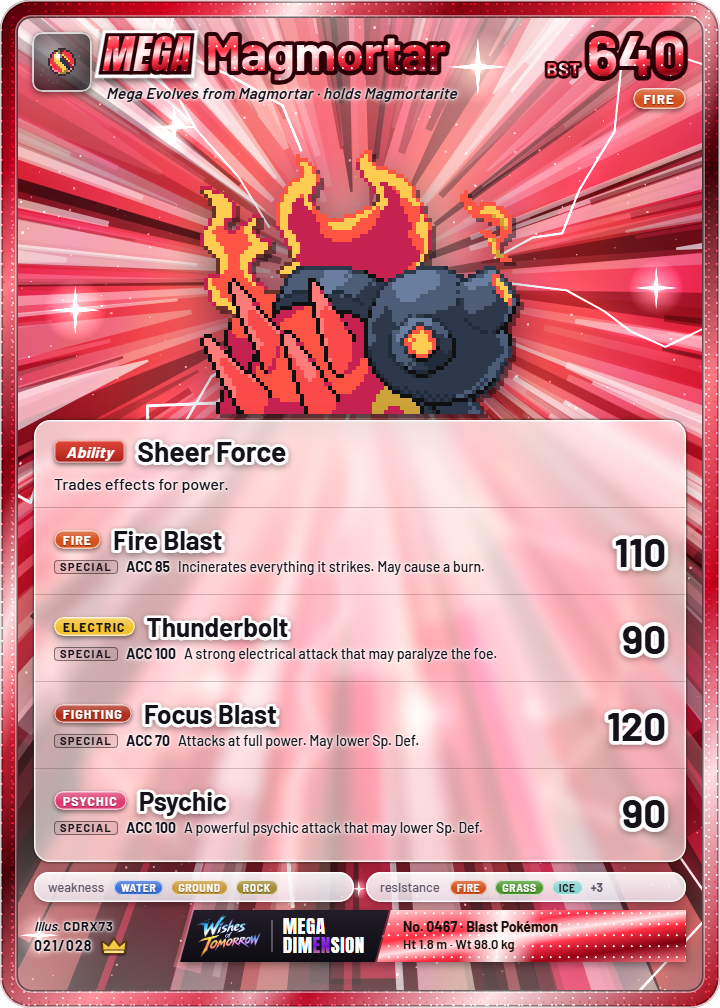 MEGA Magmortar
BST 640
Mega Evolves from Magmortar · holds Magmortarite
FIRE
Ability Sheer Force
Trades effects for power.
FIRE Fire Blast
SPECIAL ACC 85 Incinerates everything it strikes. May cause a burn.
110
ELECTRIC Thunderbolt
SPECIAL ACC 100 A strong electrical attack that may paralyze the foe.
90
FIGHTING Focus Blast
SPECIAL ACC 70 Attacks at full power. May lower Sp. Def.
120
PSYCHIC Psychic
SPECIAL ACC 100 A powerful psychic attack that may lower Sp. Def.
90
weakness WATER GROUND ROCK
resistance FIRE GRASS ICE +3
Illus. CDRX73
021/028
Wishes
of
Tomorrow
MEGA
DIMENSION
No. 0467 · Blast Pokémon
Ht 1.8 m · Wt 98.0 kg